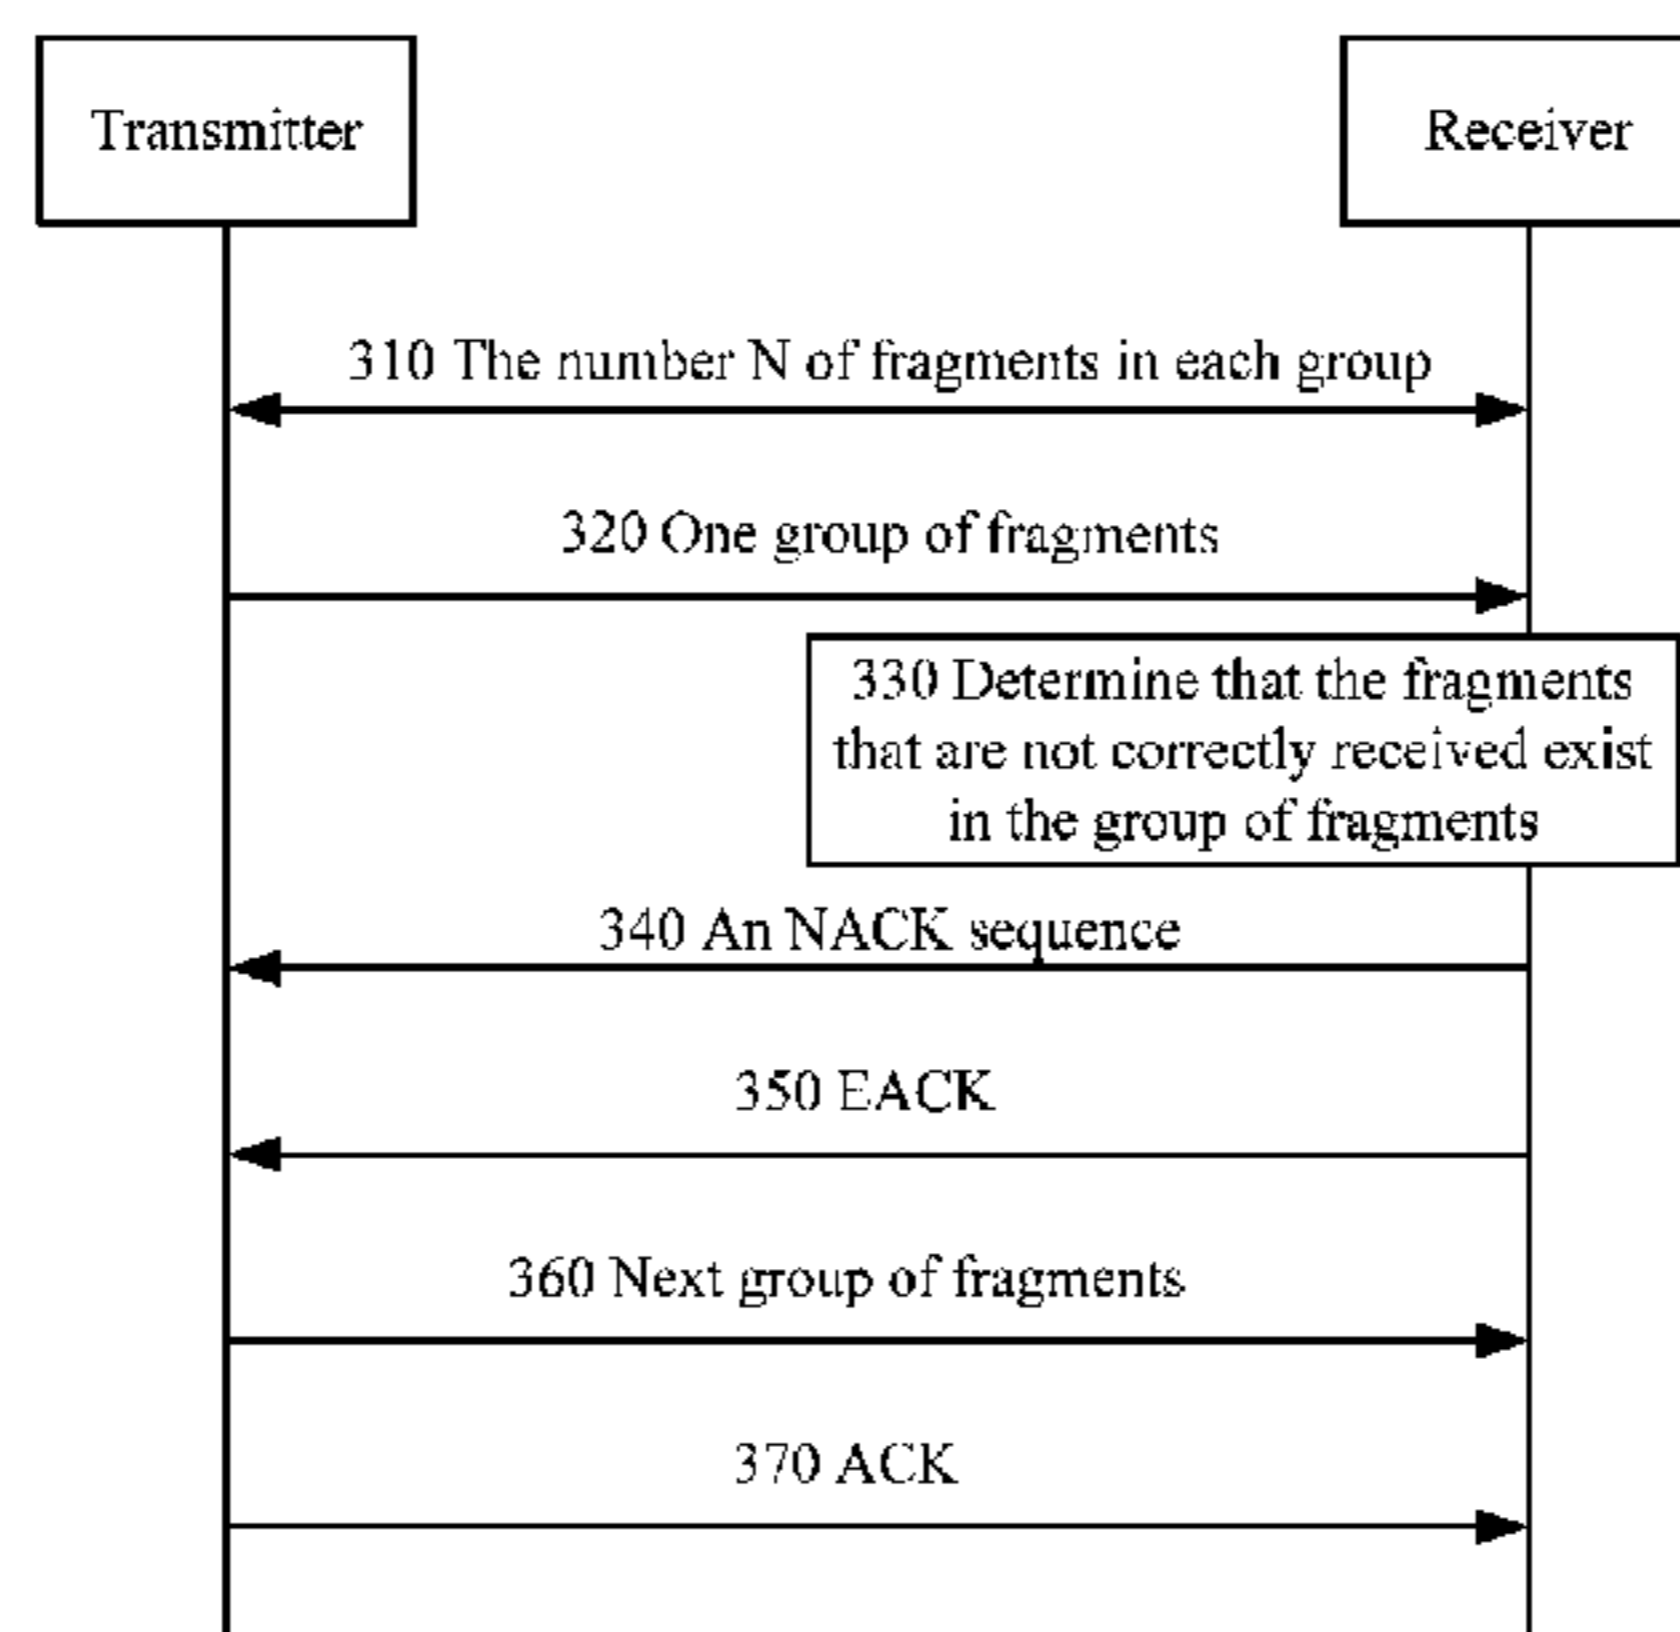 Transmitter
Receiver
310 The number N of fragments in each group
320 One group of fragments
330 Determine that the fragments
that are not correctly received exist
in the group of fragments
340 An NACK sequence
350 EACK
360 Next group of fragments
370 ACK